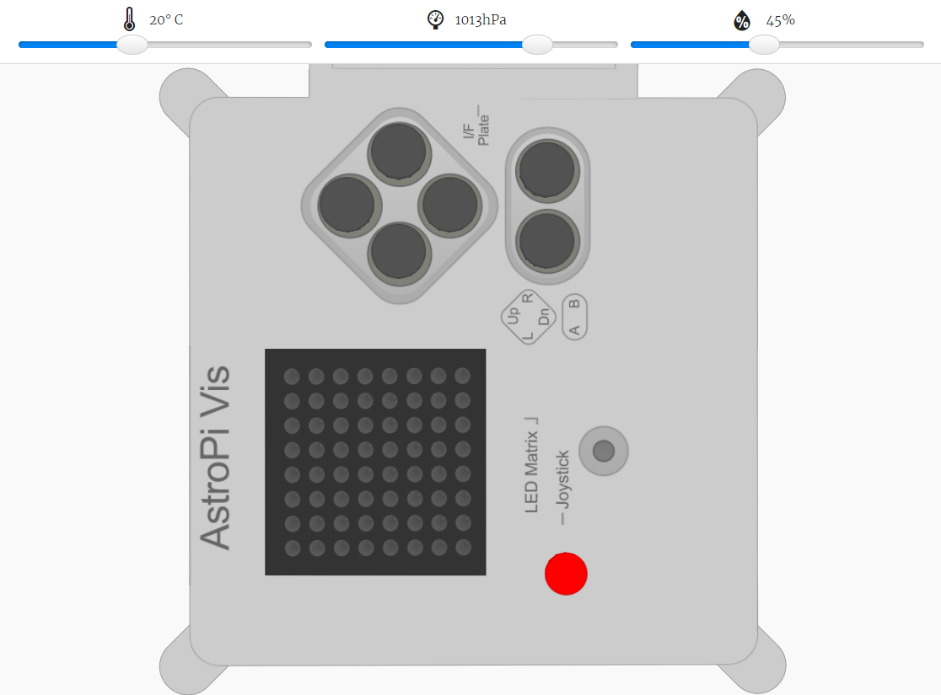 20° C
1013hPa
45%
I/F
Plate
Up
R
L
Dn
A
B
AstroPi Vis
LED Matrix
Joystick